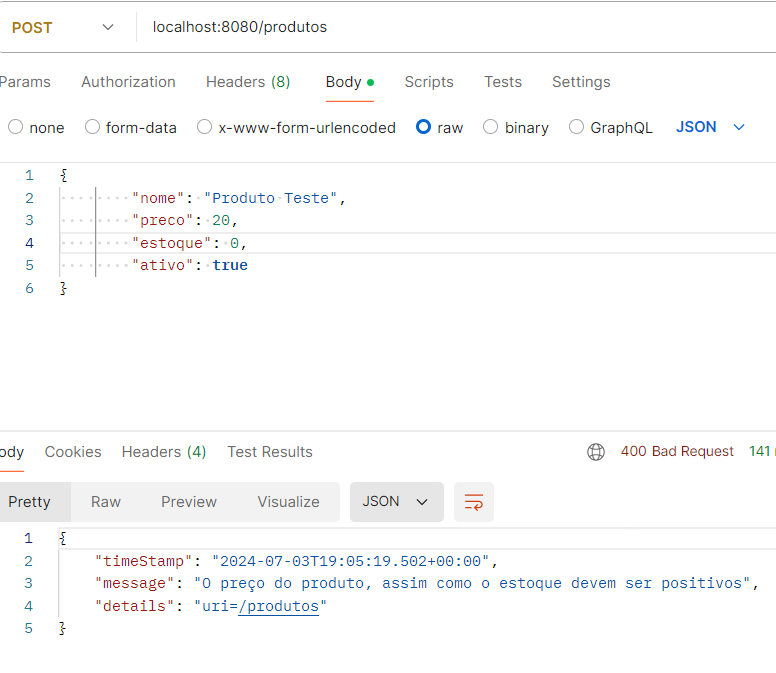 POST localhost:8080/produtos
Params Authorization Headers (8) Body Scripts Tests Settings
none form-data x-www-form-urlencoded raw binary GraphQL JSON
1 {
2 "nome": "Produto Teste",
3 "preco": 20,
4 "estoque": 0,
5 "ativo": true
6 }
ody Cookies Headers (4) Test Results 400 Bad Request 141
Pretty Raw Preview Visualize JSON
1 {
2 "timeStamp": "2024-07-03T19:05:19.502+00:00",
3 "message": "O preço do produto, assim como o estoque devem ser positivos",
4 "details": "uri=/produtos"
5 }